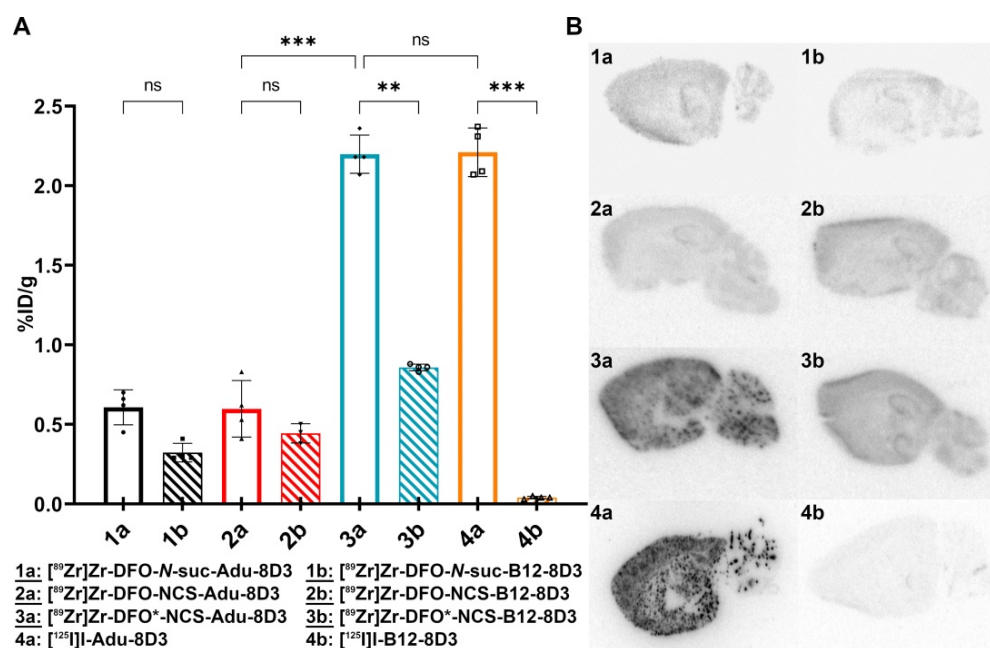 A
B
***
ns
ns
ns
**
***
2.5
2.0
1.5
1.0
0.5
0.0
%ID/g
1a
1b
2a
2b
3a
3b
4a
4b
1a: [⁸⁹Zr]Zr-DFO-N-suc-Adu-8D3
1b: [⁸⁹Zr]Zr-DFO-N-suc-B12-8D3
2a: [⁸⁹Zr]Zr-DFO-NCS-Adu-8D3
2b: [⁸⁹Zr]Zr-DFO-NCS-B12-8D3
3a: [⁸⁹Zr]Zr-DFO*-NCS-Adu-8D3
3b: [⁸⁹Zr]Zr-DFO*-NCS-B12-8D3
4a: [¹²⁵I]I-Adu-8D3
4b: [¹²⁵I]I-B12-8D3
1a
1b
2a
2b
3a
3b
4a
4b